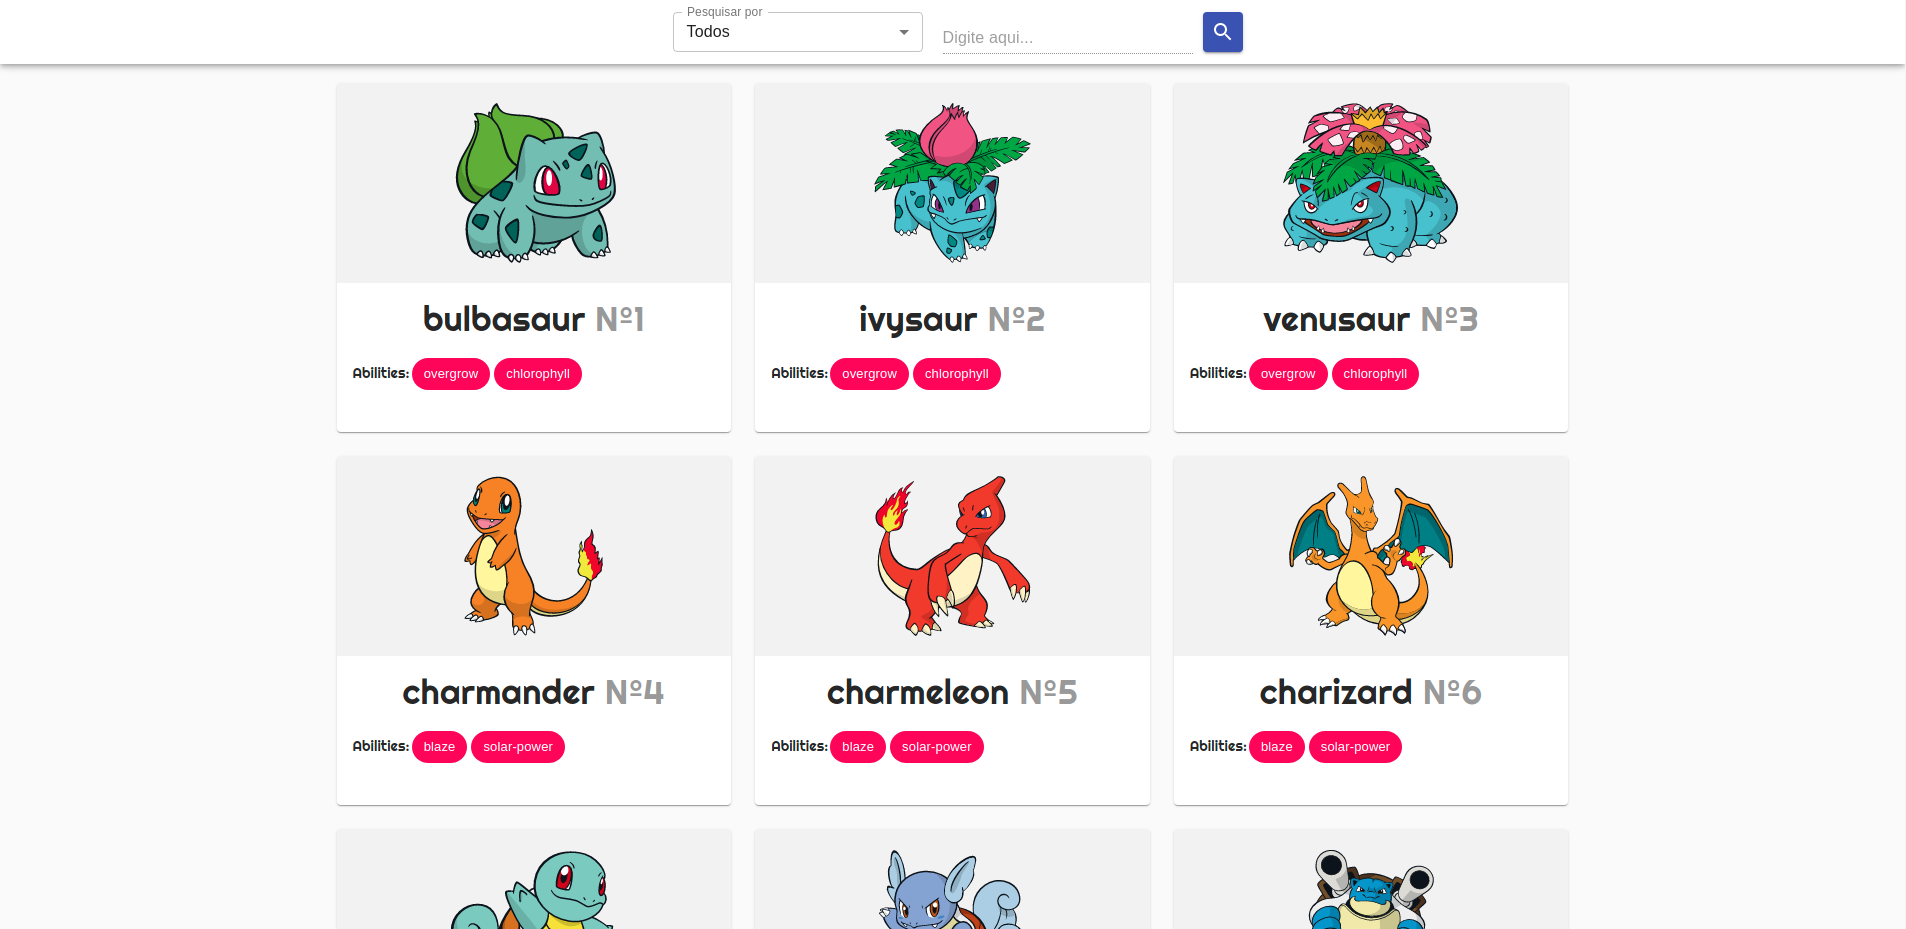 Pesquisar por
Todos
Digite aqui...
bulbasaur Nº1
ivysaur Nº2
venusaur Nº3
Abilities: overgrow chlorophyll
Abilities: overgrow chlorophyll
Abilities: overgrow chlorophyll
charmander Nº4
charmeleon Nº5
charizard Nº6
Abilities: blaze solar-power
Abilities: blaze solar-power
Abilities: blaze solar-power